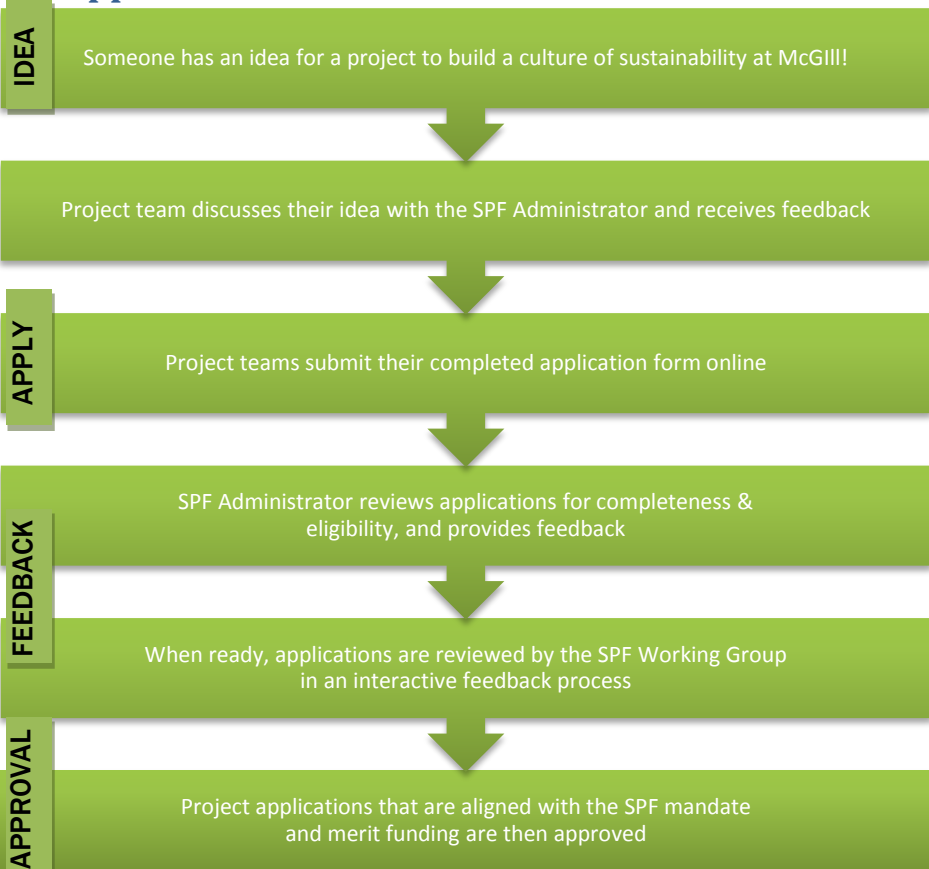 IDEA
Someone has an idea for a project to build a culture of sustainability at McGIll!
Project team discusses their idea with the SPF Administrator and receives feedback
APPLY
Project teams submit their completed application form online
FEEDBACK
SPF Administrator reviews applications for completeness &
eligibility, and provides feedback
When ready, applications are reviewed by the SPF Working Group
in an interactive feedback process
APPROVAL
Project applications that are aligned with the SPF mandate
and merit funding are then approved